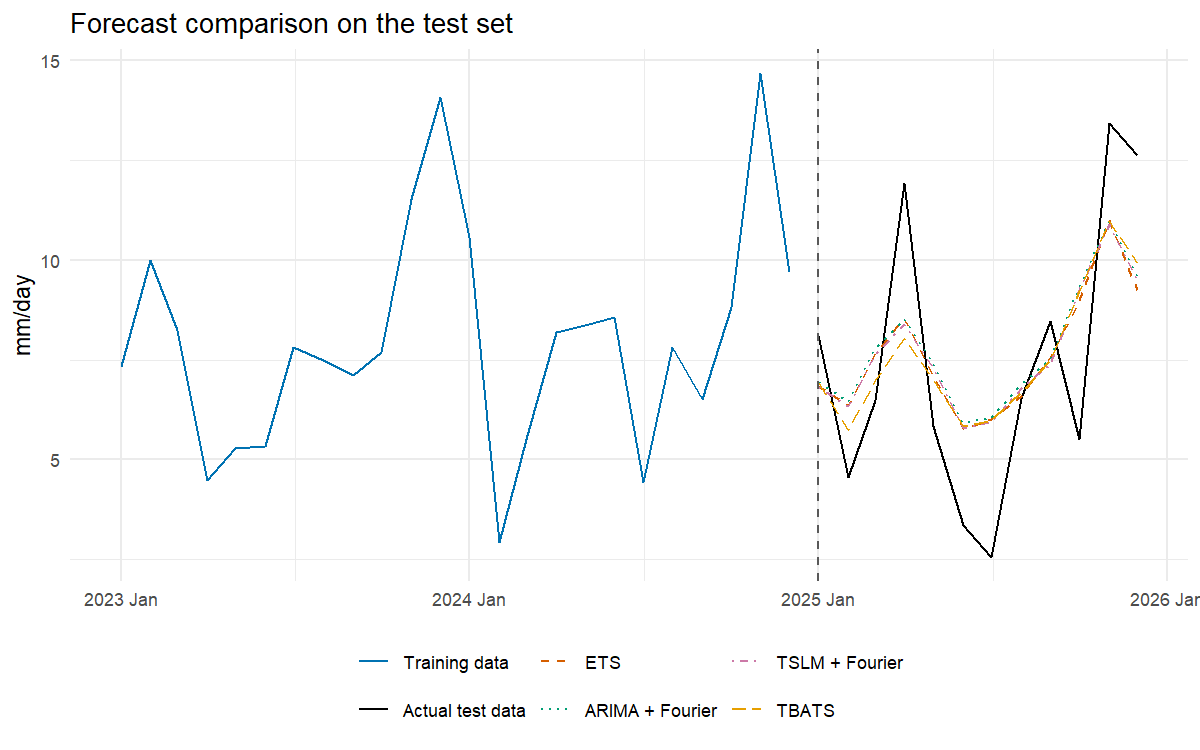 Forecast comparison on the test set
15
10
5
mm/day
2023 Jan
2024 Jan
2025 Jan
2026 Jan
Training data
ETS
TSLM + Fourier
Actual test data
ARIMA + Fourier
TBATS